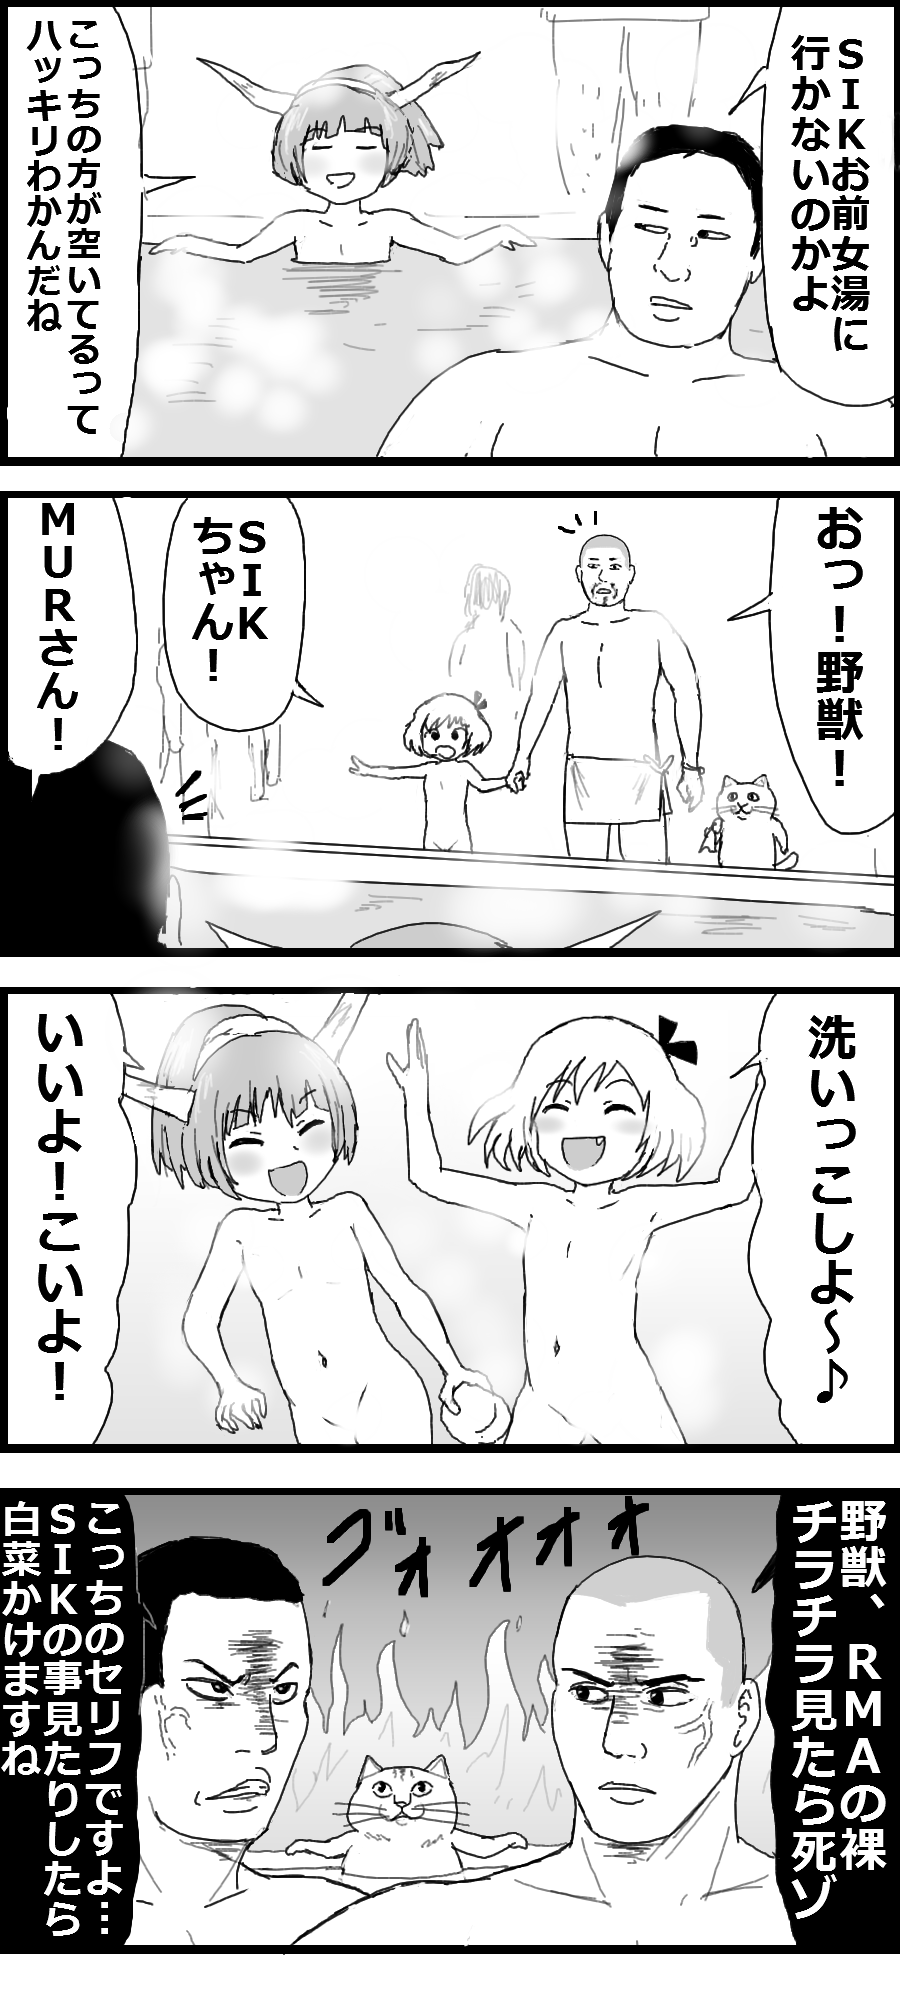 SIKお前女湯に
行かないのかよ
こっちの方が空いてるって
ハッキリわかんだね
おっ！野獣！
SIK
ちゃん！
MURさん！
洗いっこしよ～♪
いいよ！こいよ！
野獣、RMAの裸
チラチラ見たら死ゾ
ゴォオオオ
こっちのセリフですよ…
SIKの事見たりしたら
白菜かけますね